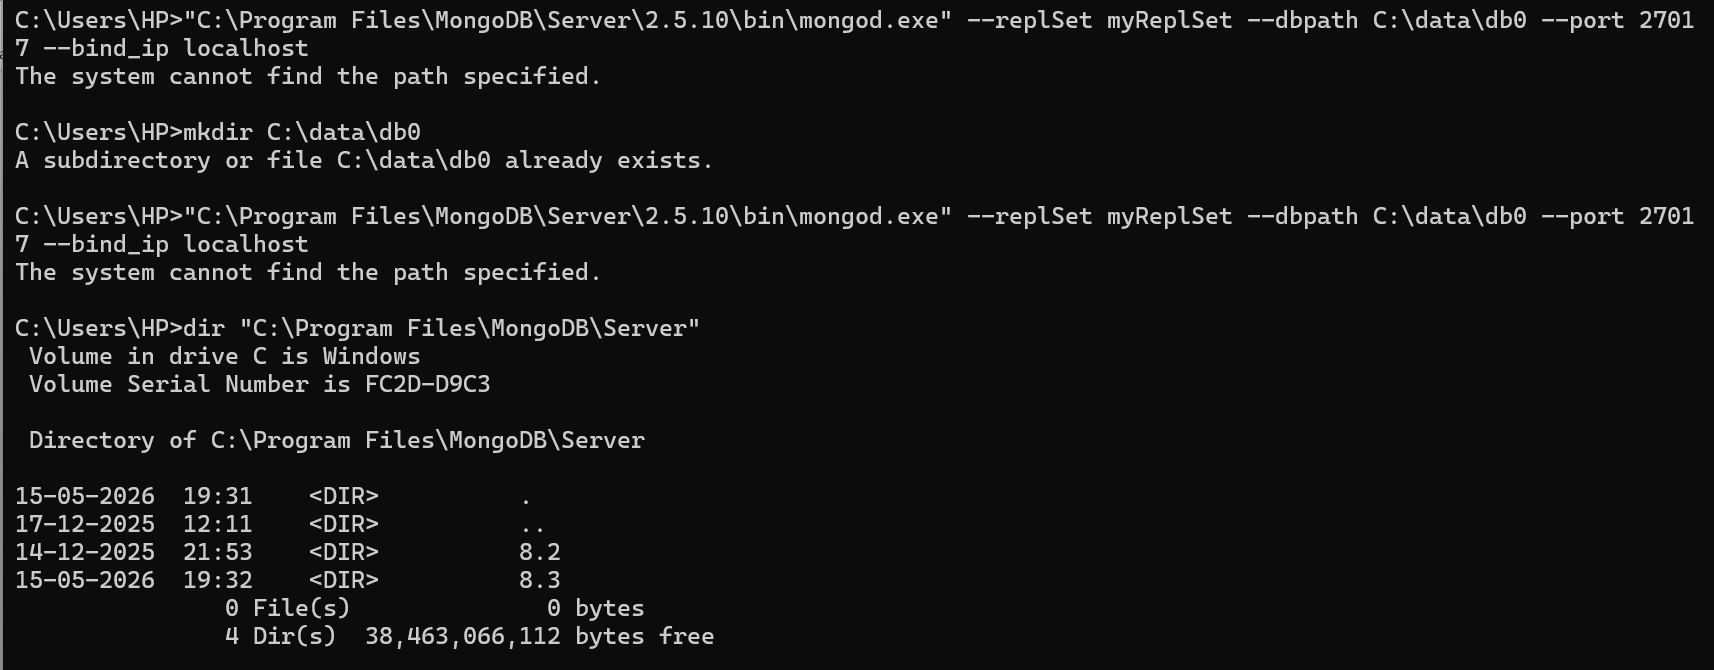 C:\Users\HP>"C:\Program Files\MongoDB\Server\2.5.10\bin\mongod.exe" --replSet myReplSet --dbpath C:\data\db0 --port 2701
7 --bind_ip localhost
The system cannot find the path specified.
C:\Users\HP>mkdir C:\data\db0
A subdirectory or file C:\data\db0 already exists.
C:\Users\HP>"C:\Program Files\MongoDB\Server\2.5.10\bin\mongod.exe" --replSet myReplSet --dbpath C:\data\db0 --port 2701
7 --bind_ip localhost
The system cannot find the path specified.
C:\Users\HP>dir "C:\Program Files\MongoDB\Server"
 Volume in drive C is Windows
 Volume Serial Number is FC2D-D9C3
 Directory of C:\Program Files\MongoDB\Server
15-05-2026  19:31    <DIR>          .
17-12-2025  12:11    <DIR>          ..
14-12-2025  21:53    <DIR>          8.2
15-05-2026  19:32    <DIR>          8.3
               0 File(s)              0 bytes
               4 Dir(s)  38,463,066,112 bytes free